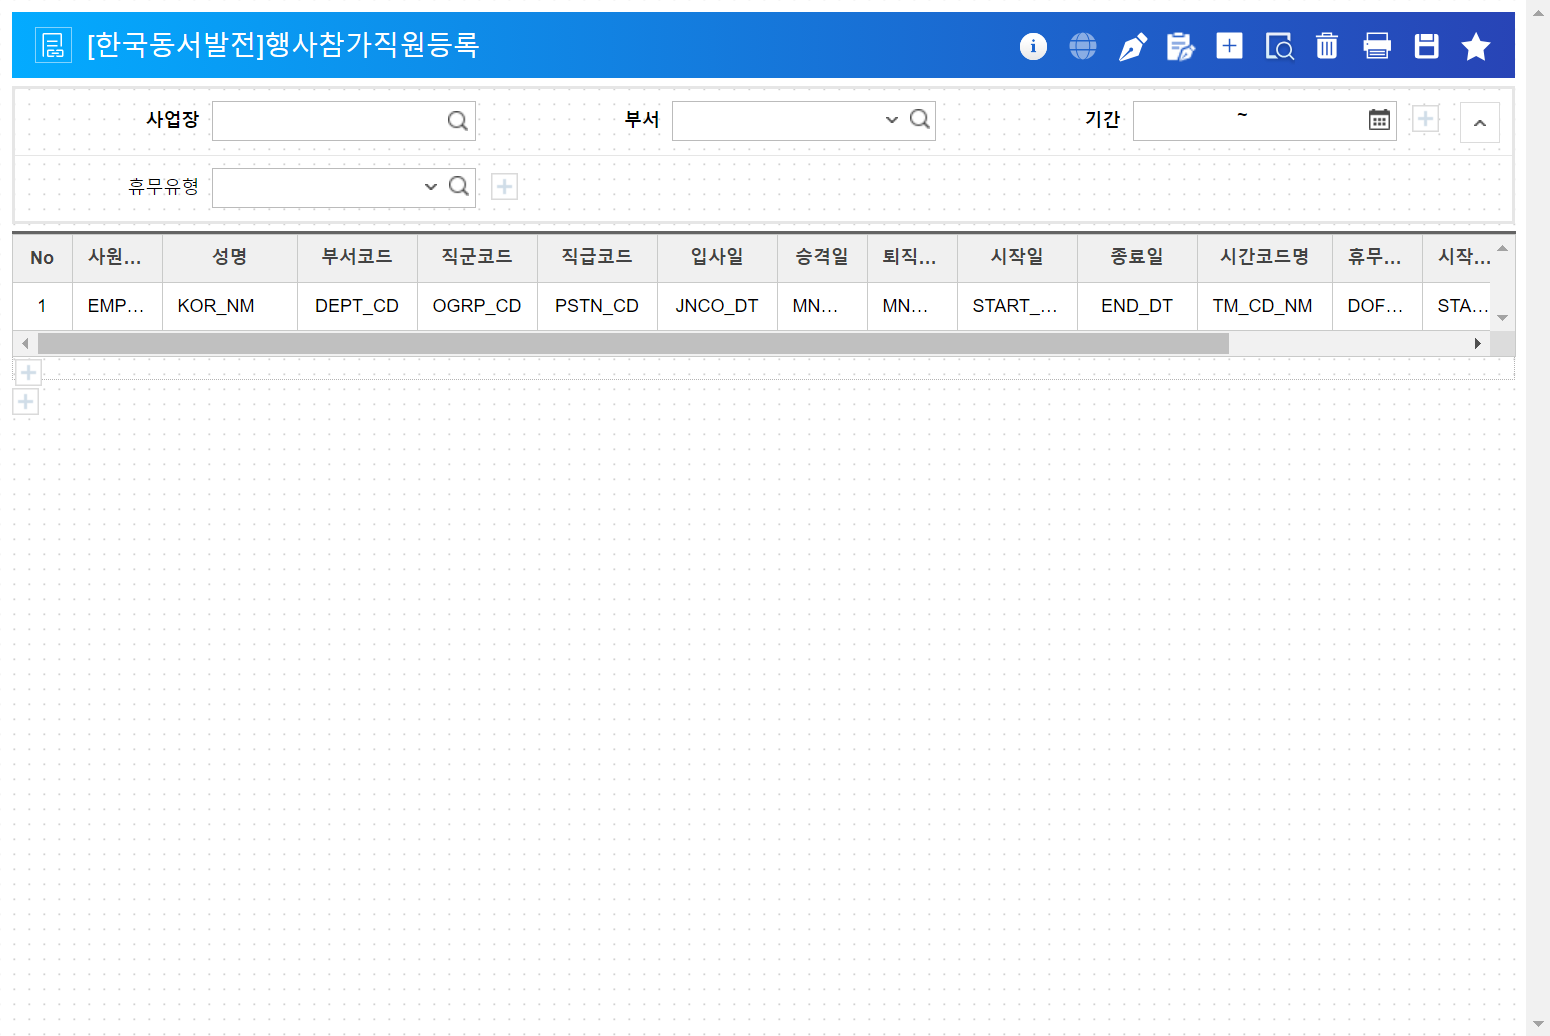 [한국동서발전]행사참가직원등록
사업장 부서 기간 ~
휴무유형
No 사원... 성명 부서코드 직군코드 직급코드 입사일 승격일 퇴직... 시작일 종료일 시간코드명 휴무... 시작...
1 EMP... KOR_NM DEPT_CD OGRP_CD PSTN_CD JNCO_DT MN... MN... START_... END_DT TM_CD_NM DOF... STA...